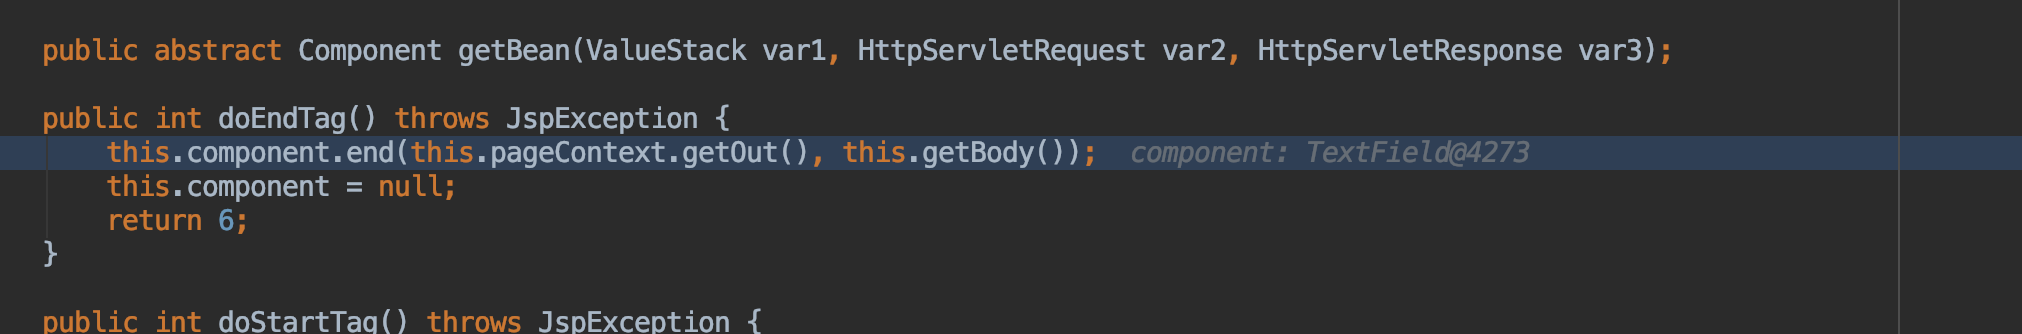 public abstract Component getBean(ValueStack var1, HttpServletRequest var2, HttpServletResponse var3);
public int doEndTag() throws JspException {
this.component.end(this.pageContext.getOut(), this.getBody()); component: TextField@4273
this.component = null;
return 6;
}
public int doStartTag() throws JspException {